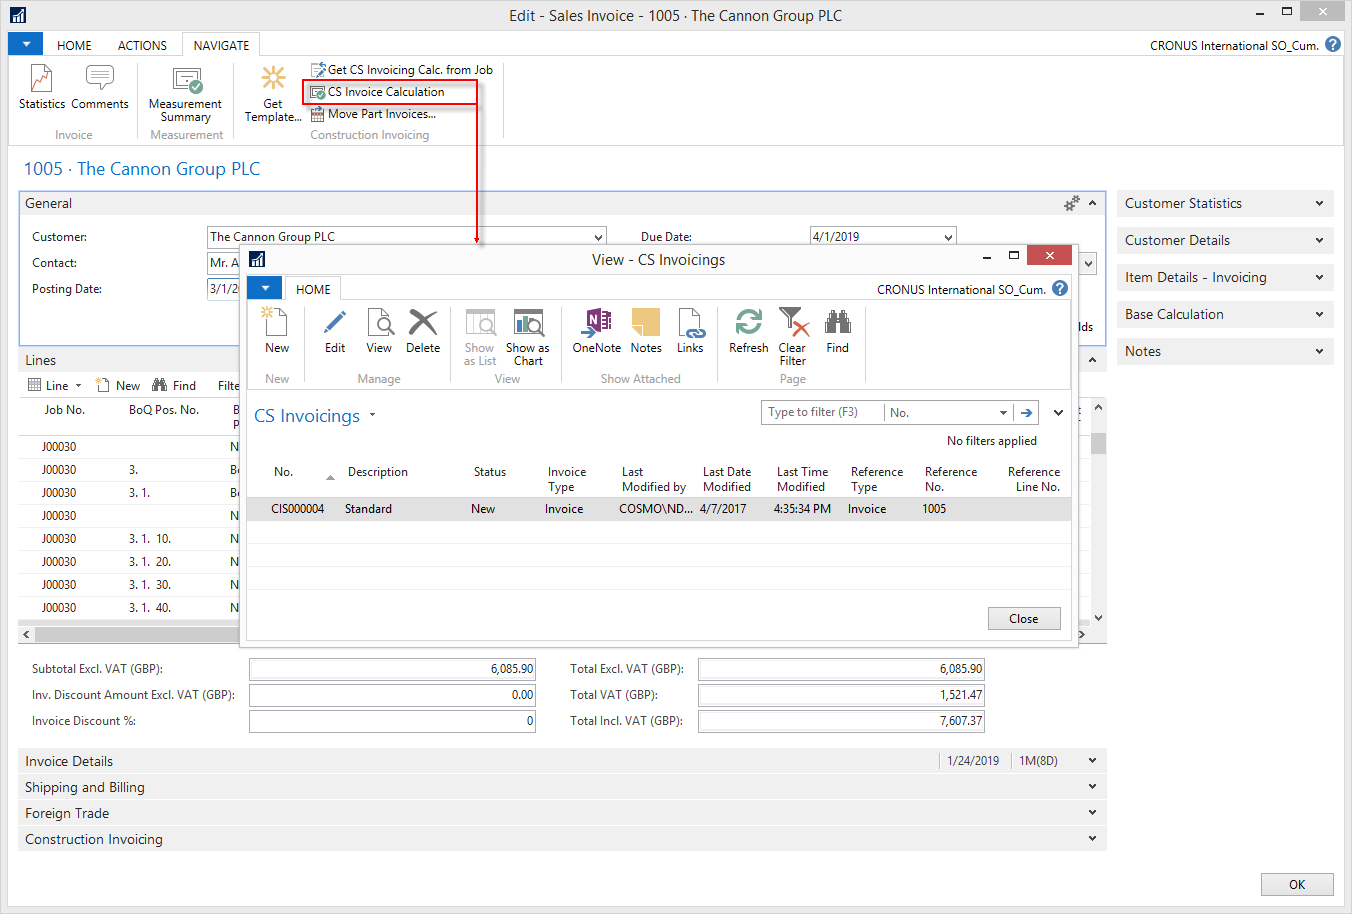 Edit - Sales Invoice - 1005 · The Cannon Group PLC
HOME ACTIONS NAVIGATE CRONUS International SO_Cum. ?
Statistics
Comments
Invoice
Measurement
Summary
Measurement
Get
Template...
Get CS Invoicing Calc. from Job
CS Invoice Calculation
Move Part Invoices...
Construction Invoicing
1005 · The Cannon Group PLC
General
Customer: The Cannon Group PLC Due Date: 4/1/2019
Contact: Mr. A
Posting Date: 3/1/2
lds
Lines
Line New Find Filte
Job No. BoQ Pos. No. B
P
J00030 N
J00030 3. B
J00030 3. 1. B
J00030 N
J00030 3. 1. 10. N
J00030 3. 1. 20. N
J00030 3. 1. 30. N
J00030 3. 1. 40. N
View - CS Invoicings
HOME CRONUS International SO_Cum. ?
New
New
Edit
View
Delete
Manage
Show
as List
Show as
Chart
View
OneNote
Notes
Links
Show Attached
Refresh
Clear
Filter
Find
Page
CS Invoicings
Type to filter (F3) No.
No filters applied
No. Description Status Invoice
Type Last
Modified by Last Date
Modified Last Time
Modified Reference
Type Reference
No. Reference
Line No.
CIS000004 Standard New Invoice COSMO\ND... 4/7/2017 4:35:34 PM Invoice 1005
Close
Subtotal Excl. VAT (GBP): 6,085.90 Total Excl. VAT (GBP): 6,085.90
Inv. Discount Amount Excl. VAT (GBP): 0.00 Total VAT (GBP): 1,521.47
Invoice Discount %: 0 Total Incl. VAT (GBP): 7,607.37
Invoice Details 1/24/2019 1M(8D)
Shipping and Billing
Foreign Trade
Construction Invoicing
Customer Statistics
Customer Details
Item Details - Invoicing
Base Calculation
Notes
OK